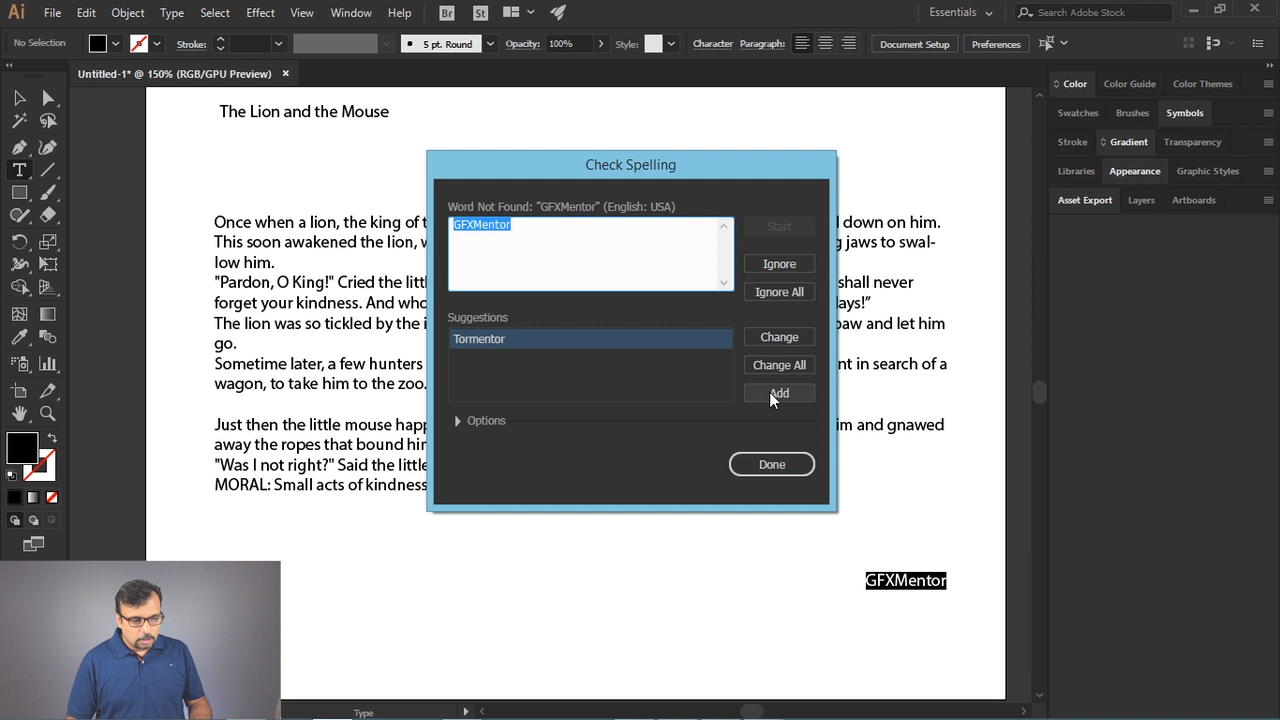 Ai File Edit Object Type Select Effect View Window Help Br St Essentials Search Adobe Stock
No Selection Stroke: 5 pt. Round Opacity: 100% Style: Character Paragraph: Document Setup Preferences
Untitled-1* @ 150% (RGB/GPU Preview)
Color Color Guide Color Themes
Swatches Brushes Symbols
Stroke Gradient Transparency
Libraries Appearance Graphic Styles
Asset Export Layers Artboards
The Lion and the Mouse
Once when a lion, the king of t
d down on him.
This soon awakened the lion, w
g jaws to swal-
low him.
"Pardon, O King!" Cried the littl
shall never
forget your kindness. And who
lays!”
The lion was so tickled by the i
paw and let him
go.
Sometime later, a few hunters
nt in search of a
wagon, to take him to the zoo.
Just then the little mouse happ
im and gnawed
away the ropes that bound hin
"Was I not right?" Said the little
MORAL: Small acts of kindness
Check Spelling
Word Not Found: "GFXMentor" (English: USA)
GFXMentor
Start
Ignore
Ignore All
Suggestions
Tormentor
Change
Change All
Add
Options
Done
GFXMentor
Type